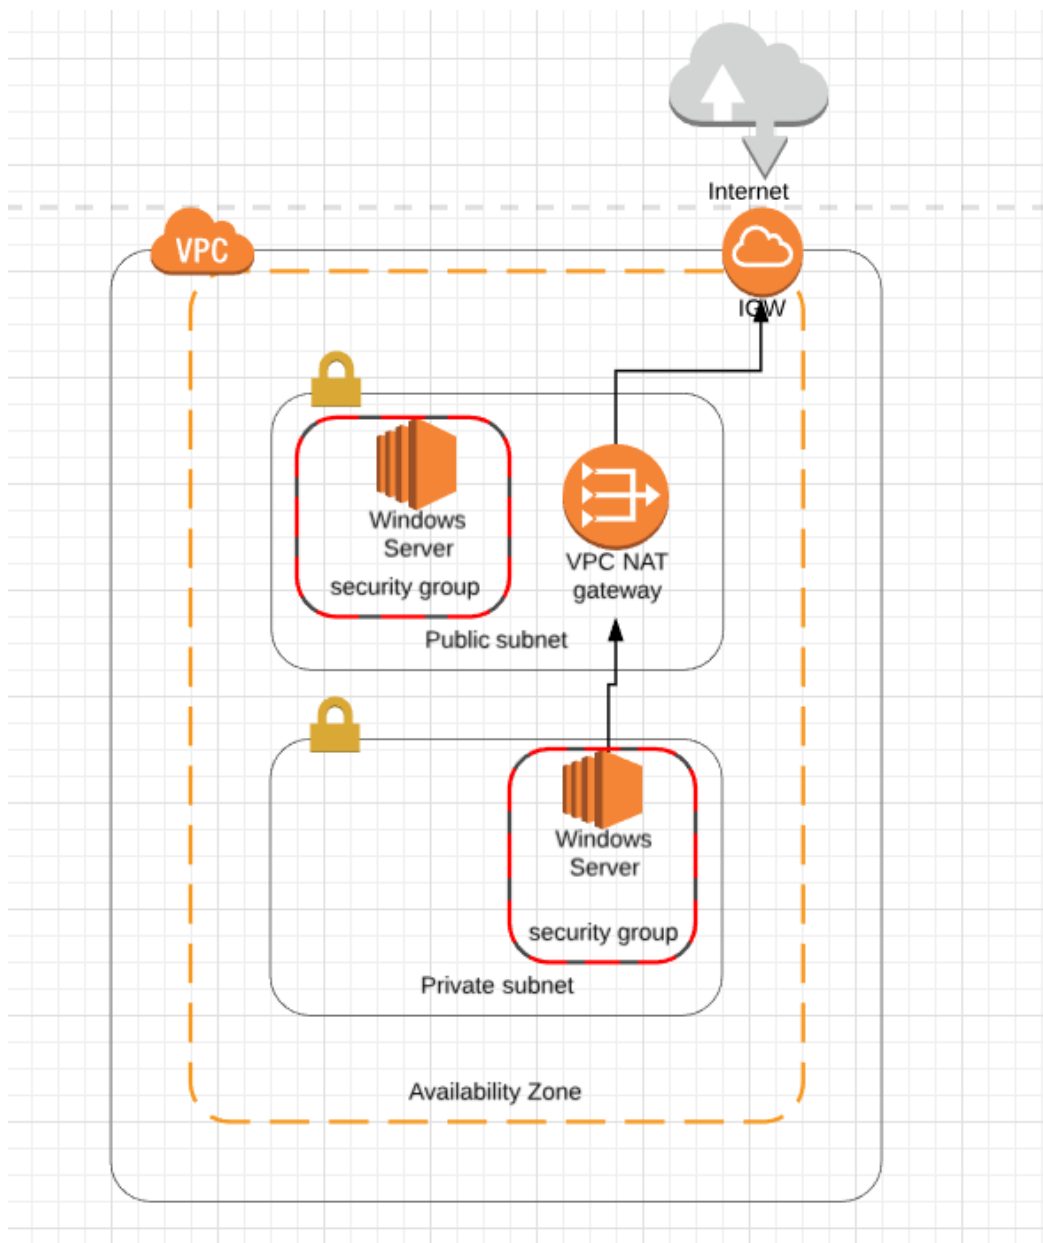 Internet
VPC
IGW
Windows
Server
security group
VPC NAT
gateway
Public subnet
Windows
Server
security group
Private subnet
Availability Zone